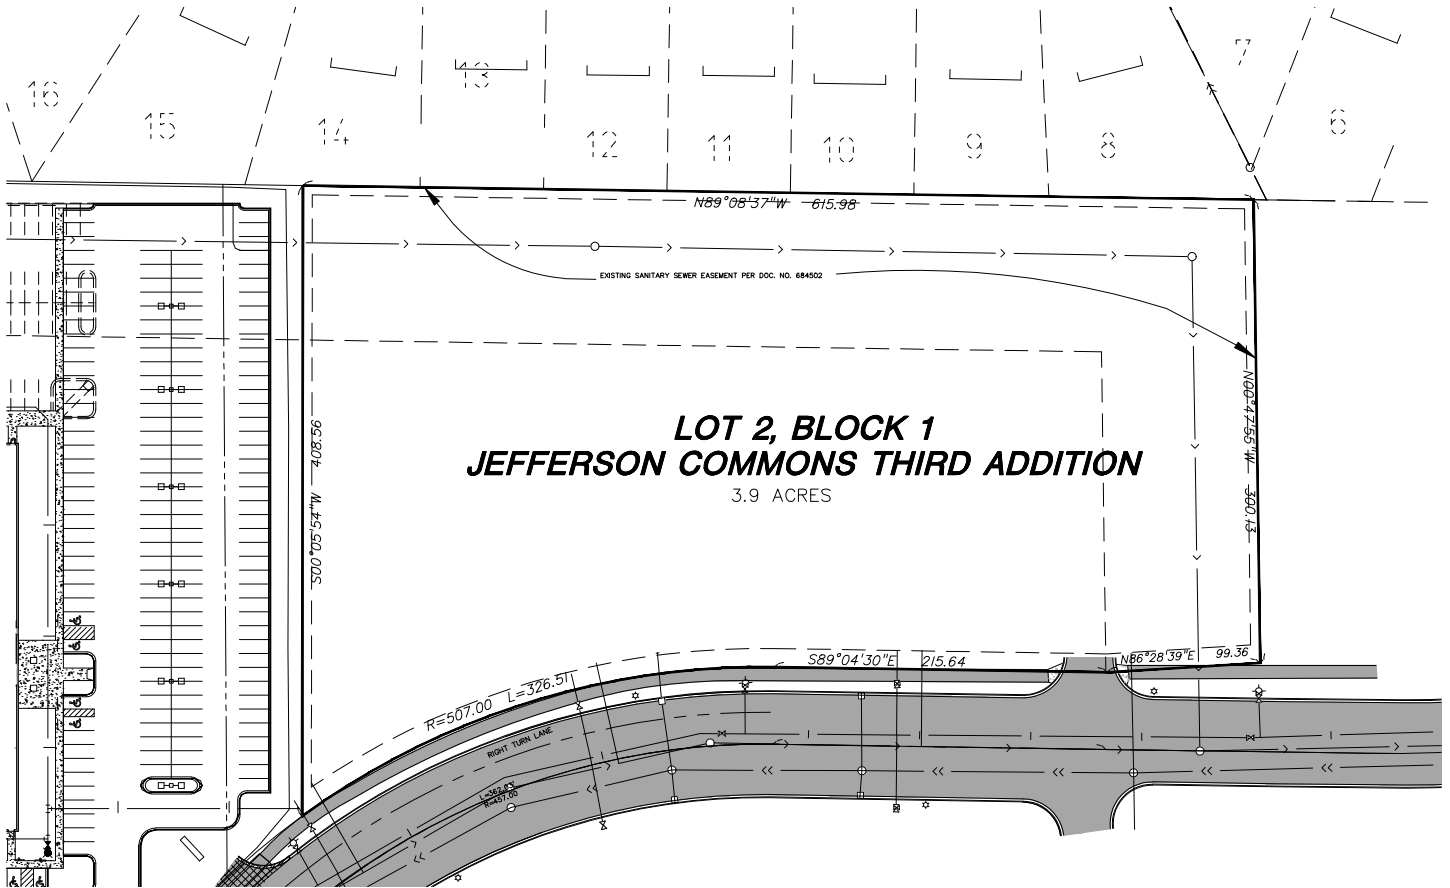 7
16
13
15
14
12
11
10
9
8
6
N89°08'37"W 615.98
EXISTING SANITARY SEWER EASEMENT PER DOC. NO. 684502
LOT 2, BLOCK 1
JEFFERSON COMMONS THIRD ADDITION
3.9 ACRES
S00°05'54"W 408.56
N00°47'55"W 300.13
S89°04'30"E 215.64
N86°28'39"E 99.36
R=507.00 L=326.51
RIGHT TURN LANE
R=457.00